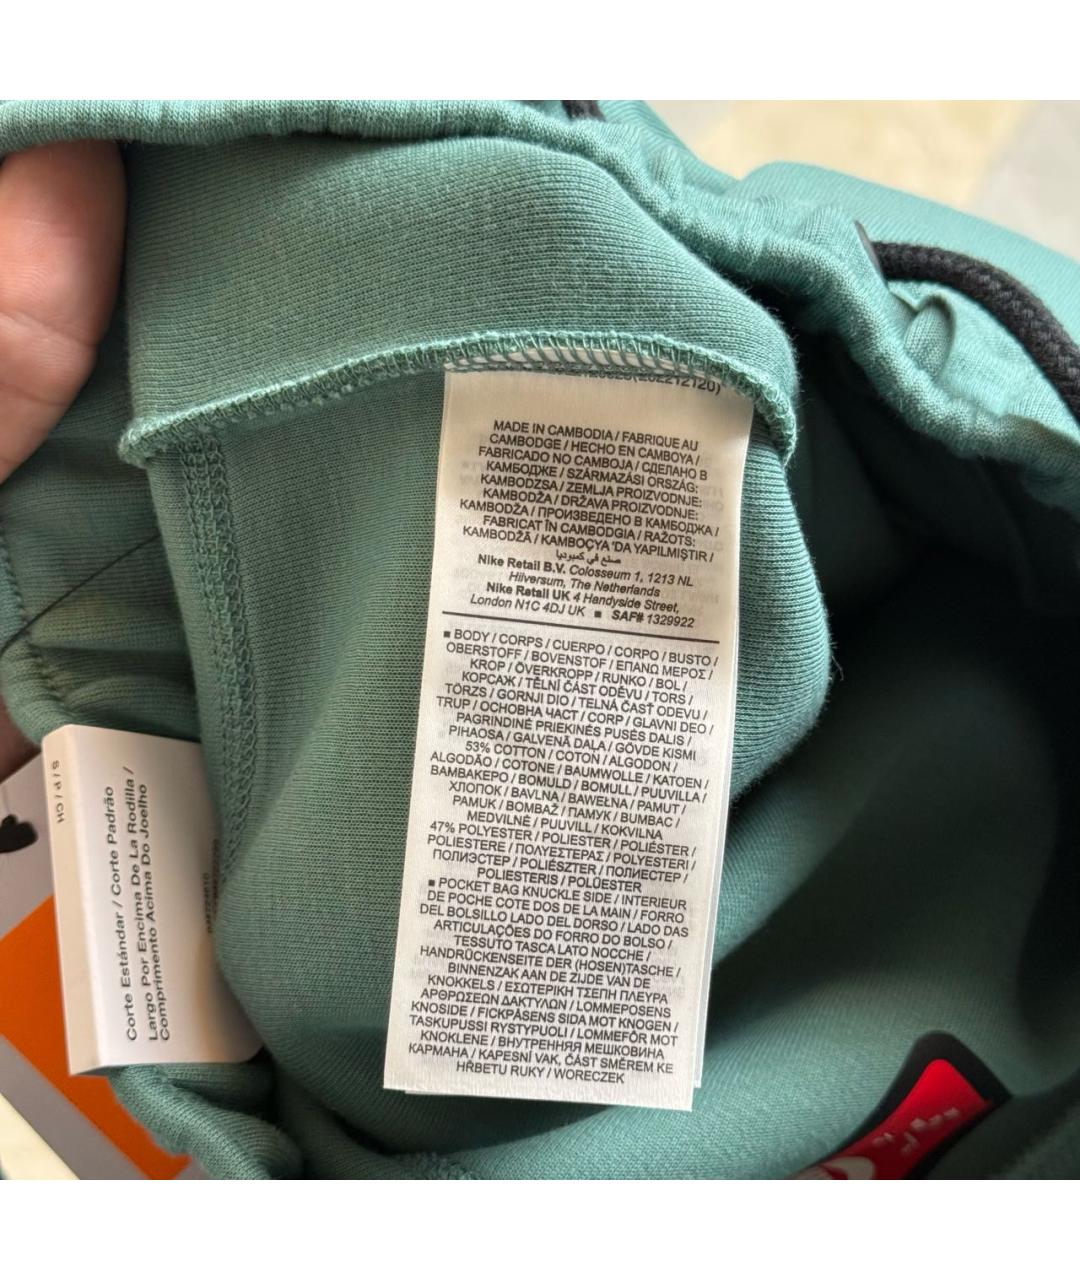 (202212120)
MADE IN CAMBODIA / FABRIQUE AU
CAMBODGE / HECHO EN CAMBOYA /
FABRICADO NO CAMBOJA / СДЕЛАНО В
КАМБОДЖЕ / SZÁRMAZÁSI ORSZÁG:
KAMBODZSA / ZEMLJA PROIZVODNJE:
KAMBODŽA / DRŽAVA PROIZVODNJE:
KAMBODŽA / ПРОИЗВЕДЕНО В КАМБОДЖА /
FABRICAT ÎN CAMBODGIA / RAŽOTS:
KAMBODŽĀ / KAMBOÇYA 'DA YAPILMIŞTIR /
صنع في كمبوديا
Nike Retail B.V. Colosseum 1, 1213 NL
Hilversum, The Netherlands
Nike Retail UK 4 Handyside Street,
London N1C 4DJ UK ■ SAF# 1329922
■ BODY / CORPS / CUERPO / CORPO / BUSTO /
OBERSTOFF / BOVENSTOF / ΕΠΑΝΩ ΜΕΡΟΣ /
KROP / ÖVERKROPP / RUNKO / BOL /
КОРСАЖ / TĚLNÍ ČÁST ODĚVU / TORS /
TÖRZS / GORNJI DIO / TELNÁ ČASŤ ODEVU /
TRUP / ОСНОВНА ЧАСТ / CORP / GLAVNI DEO /
PAGRINDINĖ PRIEKINĖS PUSĖS DALIS /
PIHAOSA / GALVENĀ DAĻA / GÖVDE KISMI
53% COTTON / COTON / ALGODON /
ALGODÃO / COTONE / BAUMWOLLE / KATOEN /
ΒΑΜΒΑΚΕΡΟ / BOMULD / BOMULL / PUUVILLA /
ХЛОПОК / BAVLNA / BAWEŁNA / PAMUT /
PAMUK / BOMBAŽ / ПАМУК / BUMBAC /
MEDVILNĖ / PUUVILL / KOKVILNA
47% POLYESTER / POLIESTER / POLIÉSTER /
POLIESTERE / ΠΟΛΥΕΣΤΕΡΑΣ / POLYESTERI /
ПОЛИЭСТЕР / POLIÉSZTER / ПОЛИЕСТЕР /
POLIESTERIS / POLÜESTER
■ POCKET BAG KNUCKLE SIDE / INTERIEUR
DE POCHE COTE DOS DE LA MAIN / FORRO
DEL BOLSILLO LADO DEL DORSO / LADO DAS
ARTICULAÇÕES DO FORRO DO BOLSO /
TESSUTO TASCA LATO NOCCHE /
HANDRÜCKENSEITE DER (HOSEN)TASCHE /
BINNENZAK AAN DE ZIJDE VAN DE
KNOKKELS / ΕΣΩΤΕΡΙΚΗ ΤΣΕΠΗ ΠΛΕΥΡΑ
ΑΡΘΡΩΣΕΩΝ ΔΑΚΤΥΛΩΝ / LOMMEPOSENS
KNOSIDE / FICKPÅSENS SIDA MOT KNOGEN /
TASKUPUSSI RYSTYPUOLI / LOMMEFÔR MOT
KNOKLENE / ВНУТРЕННЯЯ МЕШКОВИНА
КАРМАНА / KAPESNÍ VAK, ČÁST SMĚREM KE
HŘBETU RUKY / WORECZEK
S / P / CH
Corte Estándar / Corte Padrão
Largo Por Encima De La Rodilla /
Comprimento Acima Do Joelho